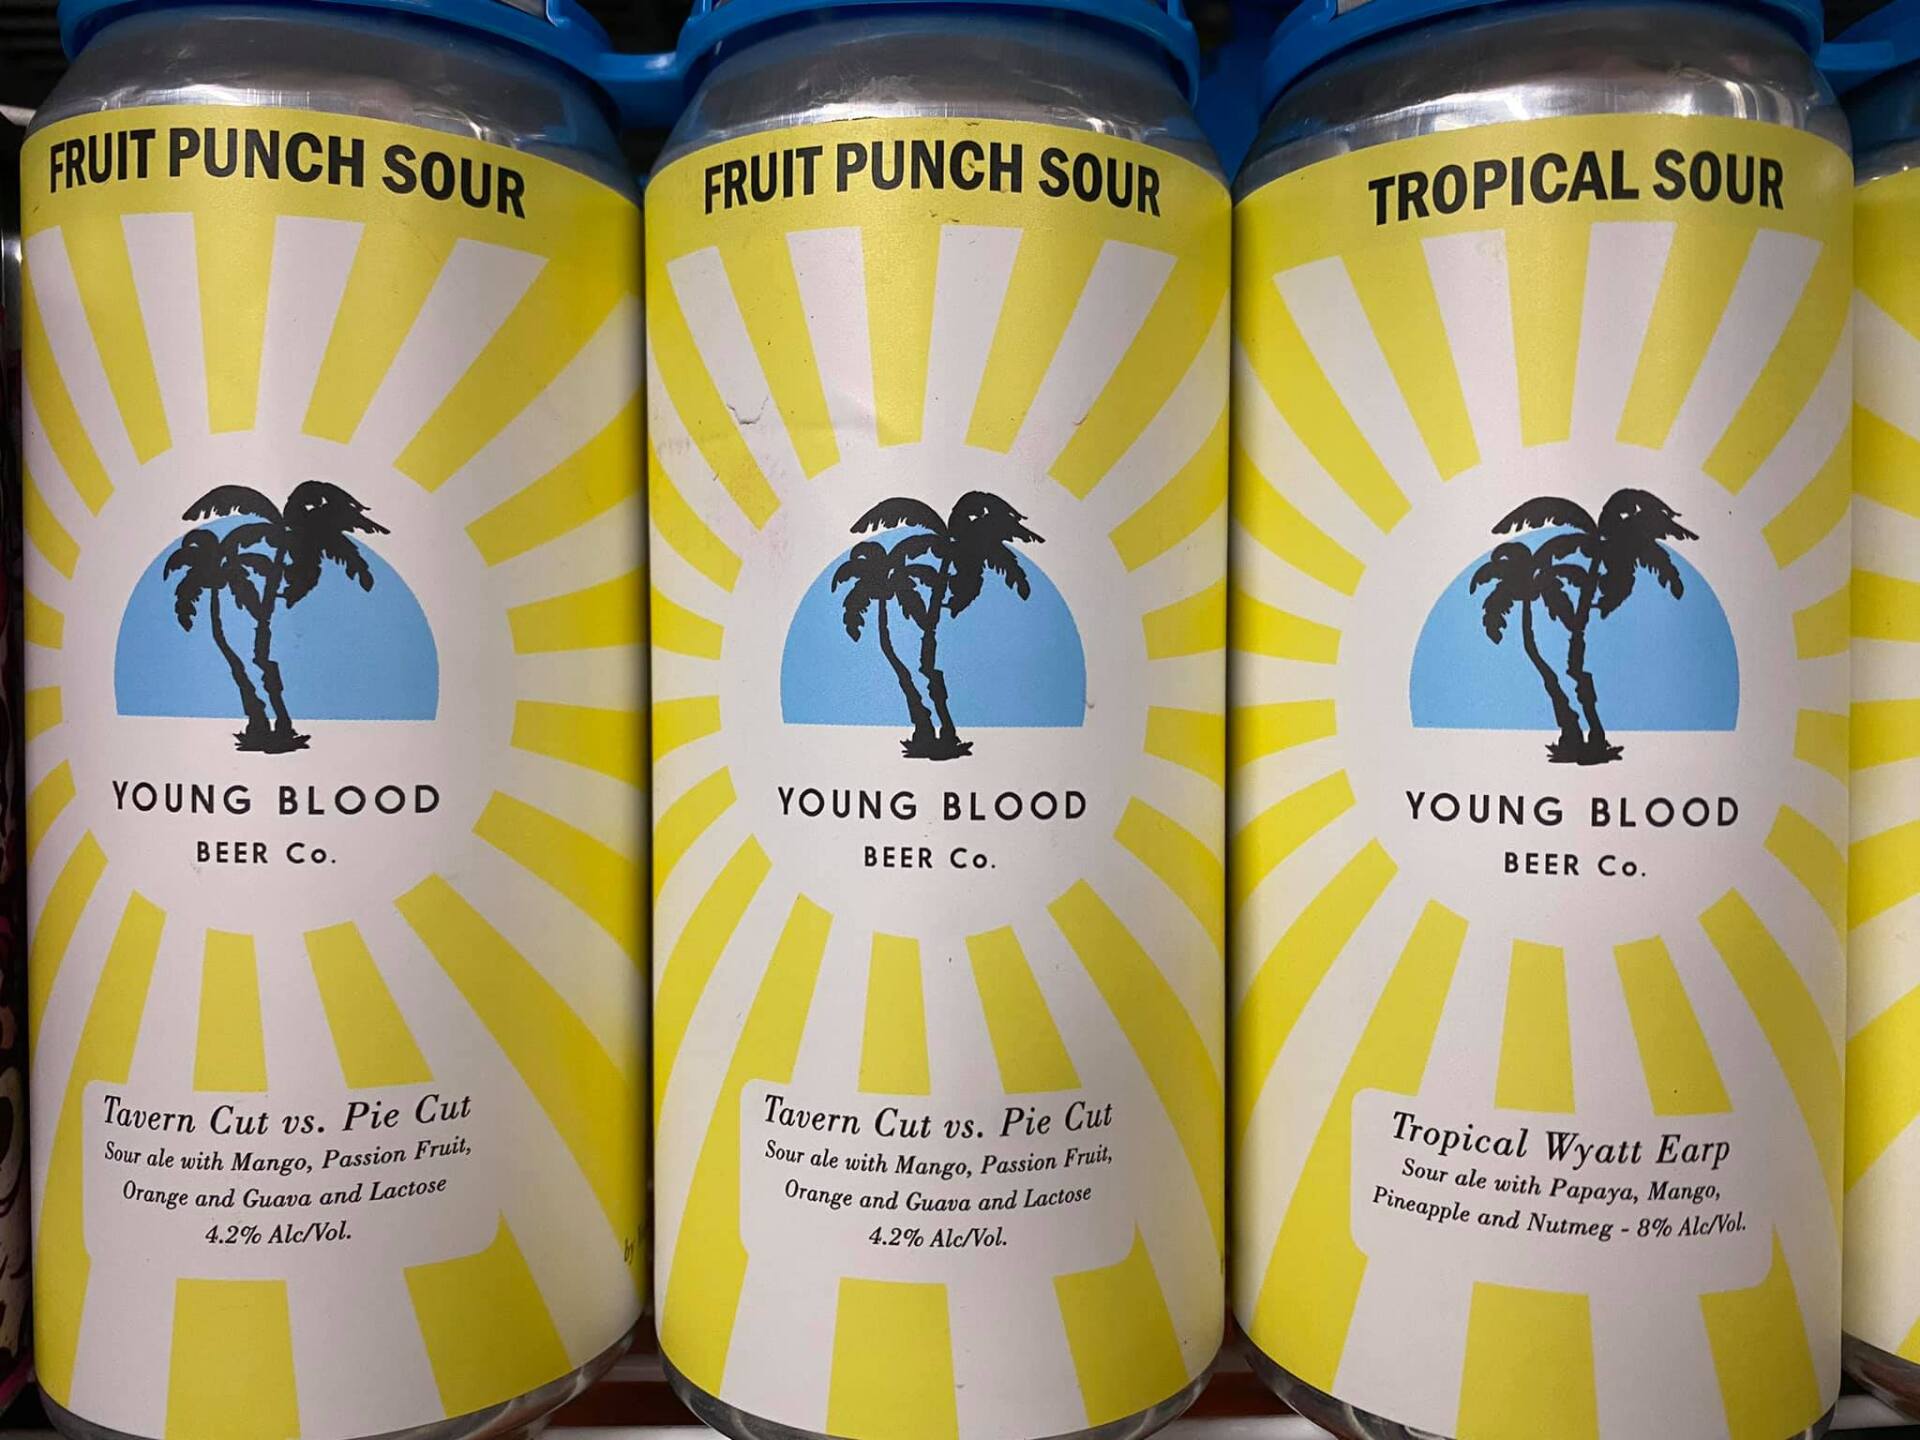 FRUIT PUNCH SOUR
YOUNG BLOOD
BEER Co.
Tavern Cut vs. Pie Cut
Sour ale with Mango, Passion Fruit,
Orange and Guava and Lactose
4.2% Alc/Vol.
FRUIT PUNCH SOUR
YOUNG BLOOD
BEER Co.
Tavern Cut vs. Pie Cut
Sour ale with Mango, Passion Fruit,
Orange and Guava and Lactose
4.2% Alc/Vol.
TROPICAL SOUR
YOUNG BLOOD
BEER Co.
Tropical Wyatt Earp
Sour ale with Papaya, Mango,
Pineapple and Nutmeg - 8% Alc/Vol.